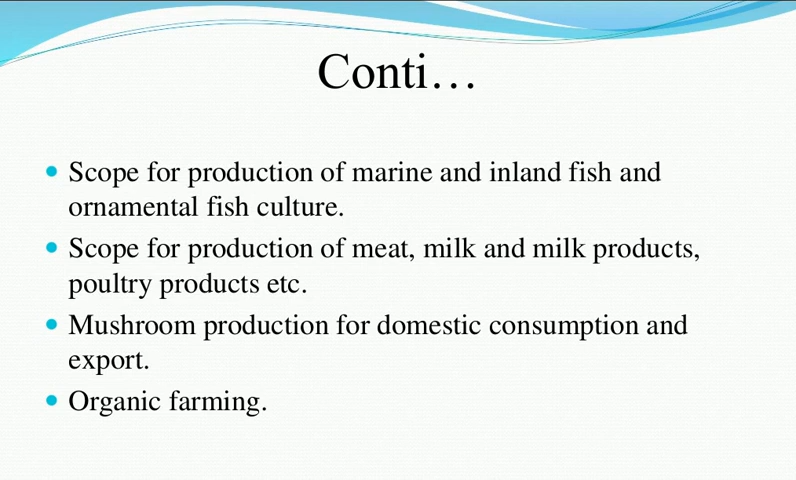 Conti…
• Scope for production of marine and inland fish and
ornamental fish culture.
• Scope for production of meat, milk and milk products,
poultry products etc.
• Mushroom production for domestic consumption and
export.
• Organic farming.